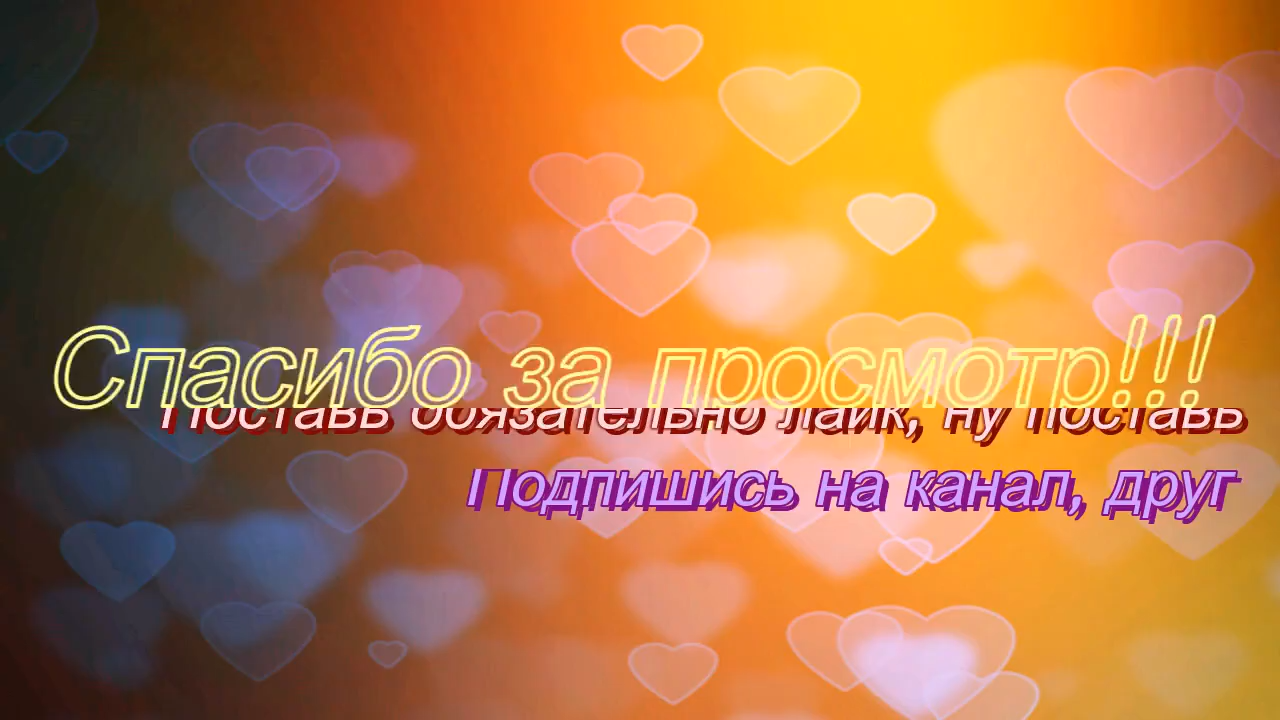 Спасибо за просмотр!!!
Поставь обязательно лайк, ну поставь
Подпишись на канал, друг